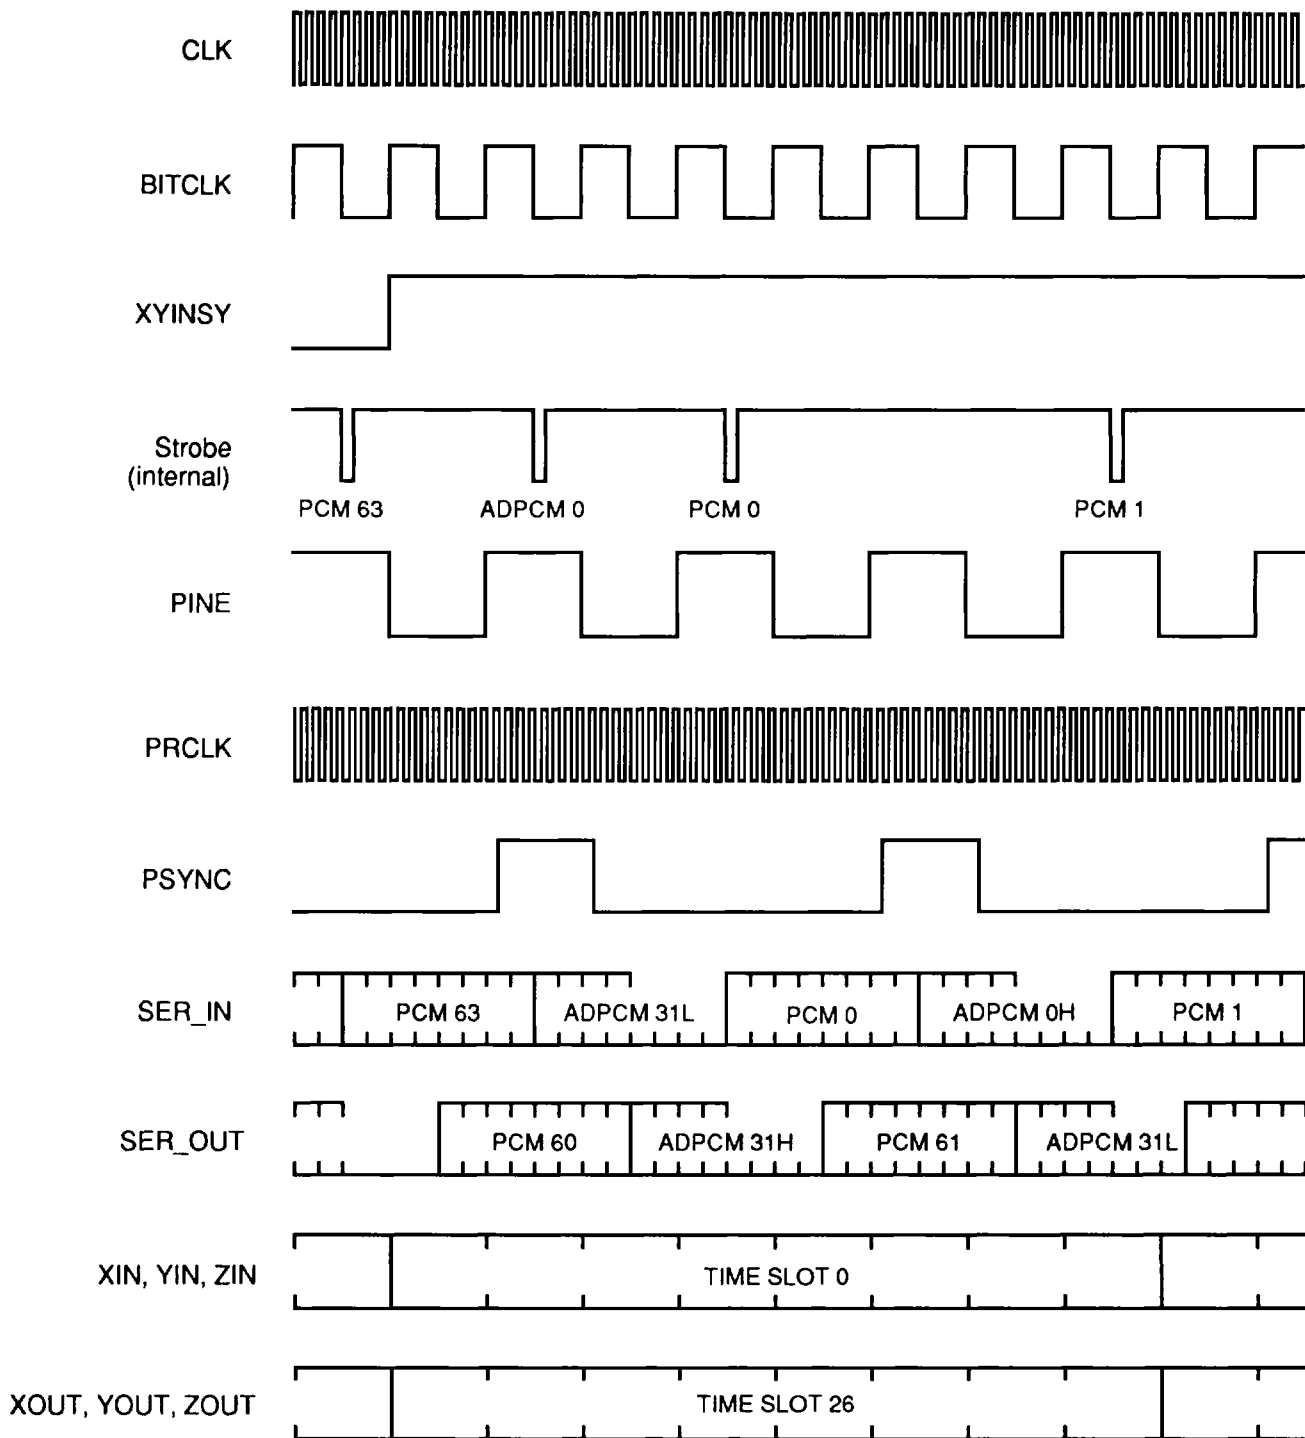 CLK
BITCLK
XYINSY
Strobe
(internal)
PCM 63 ADPCM 0 PCM 0 PCM 1
PINE
PRCLK
PSYNC
SER_IN PCM 63 ADPCM 31L PCM 0 ADPCM 0H PCM 1
SER_OUT PCM 60 ADPCM 31H PCM 61 ADPCM 31L
XIN, YIN, ZIN TIME SLOT 0
XOUT, YOUT, ZOUT TIME SLOT 26